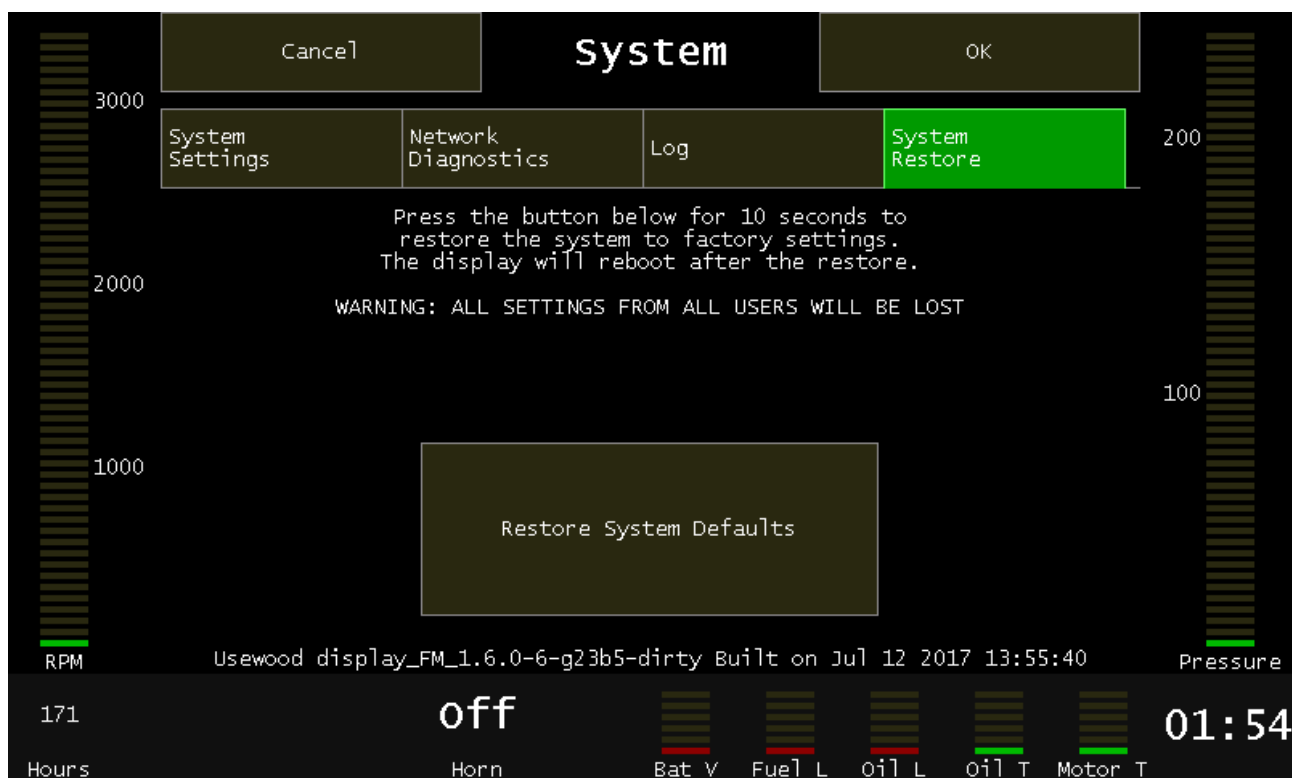 Cancel
System
OK
3000
System
Settings
Network
Diagnostics
Log
System
Restore
200
Press the button below for 10 seconds to
restore the system to factory settings.
The display will reboot after the restore.
2000
WARNING: ALL SETTINGS FROM ALL USERS WILL BE LOST
100
1000
Restore System Defaults
RPM
Usewood display_FM_1.6.0-6-g23b5-dirty Built on Jul 12 2017 13:55:40
Pressure
171
Off
01:54
Hours
Horn
Bat V
Fuel L
Oil L
Oil T
Motor T